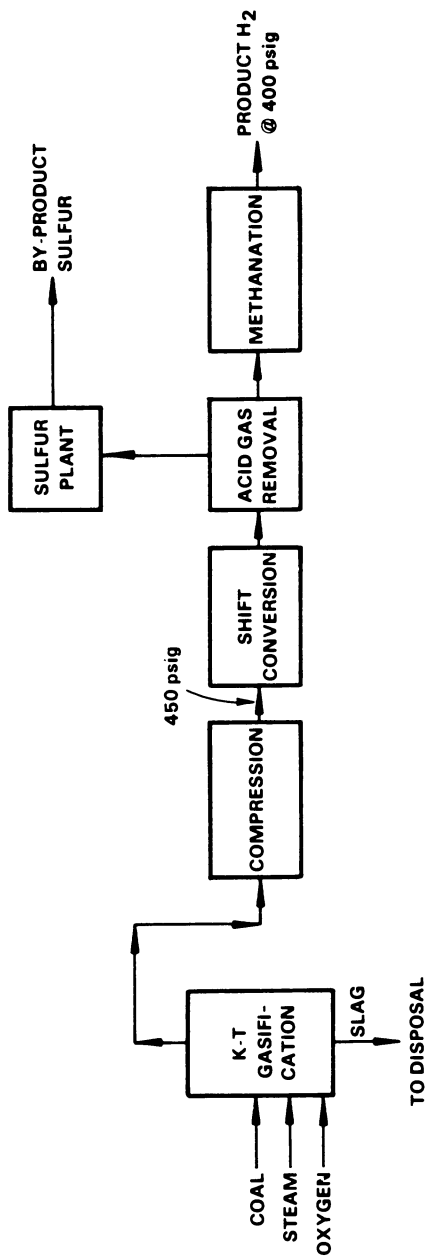 COAL
STEAM
OXYGEN
K-T
GASIFI-
CATION
SLAG
TO DISPOSAL
COMPRESSION
450 psig
SHIFT
CONVERSION
ACID GAS
REMOVAL
SULFUR
PLANT
BY-PRODUCT
SULFUR
METHANATION
PRODUCT H2
@ 400 psig